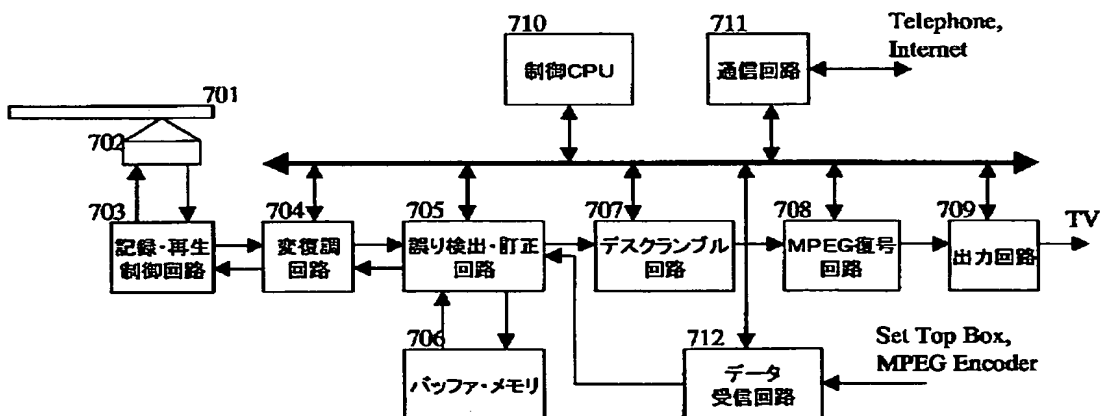 710
制御CPU
711
通信回路
Telephone,
Internet
701
702
703
記録・再生
制御回路
704
変復調
回路
705
誤り検出・訂正
回路
707
デスクランブル
回路
708
MPEG復号
回路
709
出力回路
TV
706
バッファ・メモリ
712
データ
受信回路
Set Top Box,
MPEG Encoder